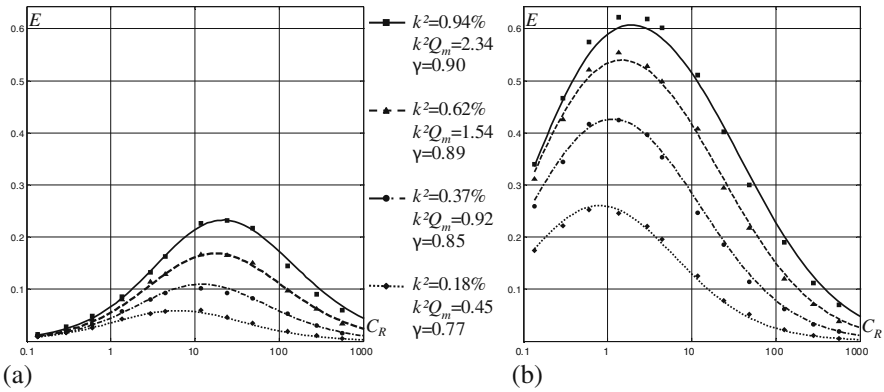 E
0.6
0.5
0.4
0.3
0.2
0.1
0.1 1 10 100 1000
C_R
(a)
k²=0.94%
k²Q_m=2.34
γ=0.90
k²=0.62%
k²Q_m=1.54
γ=0.89
k²=0.37%
k²Q_m=0.92
γ=0.85
k²=0.18%
k²Q_m=0.45
γ=0.77
E
0.6
0.5
0.4
0.3
0.2
0.1
0.1 1 10 100 1000
C_R
(b)